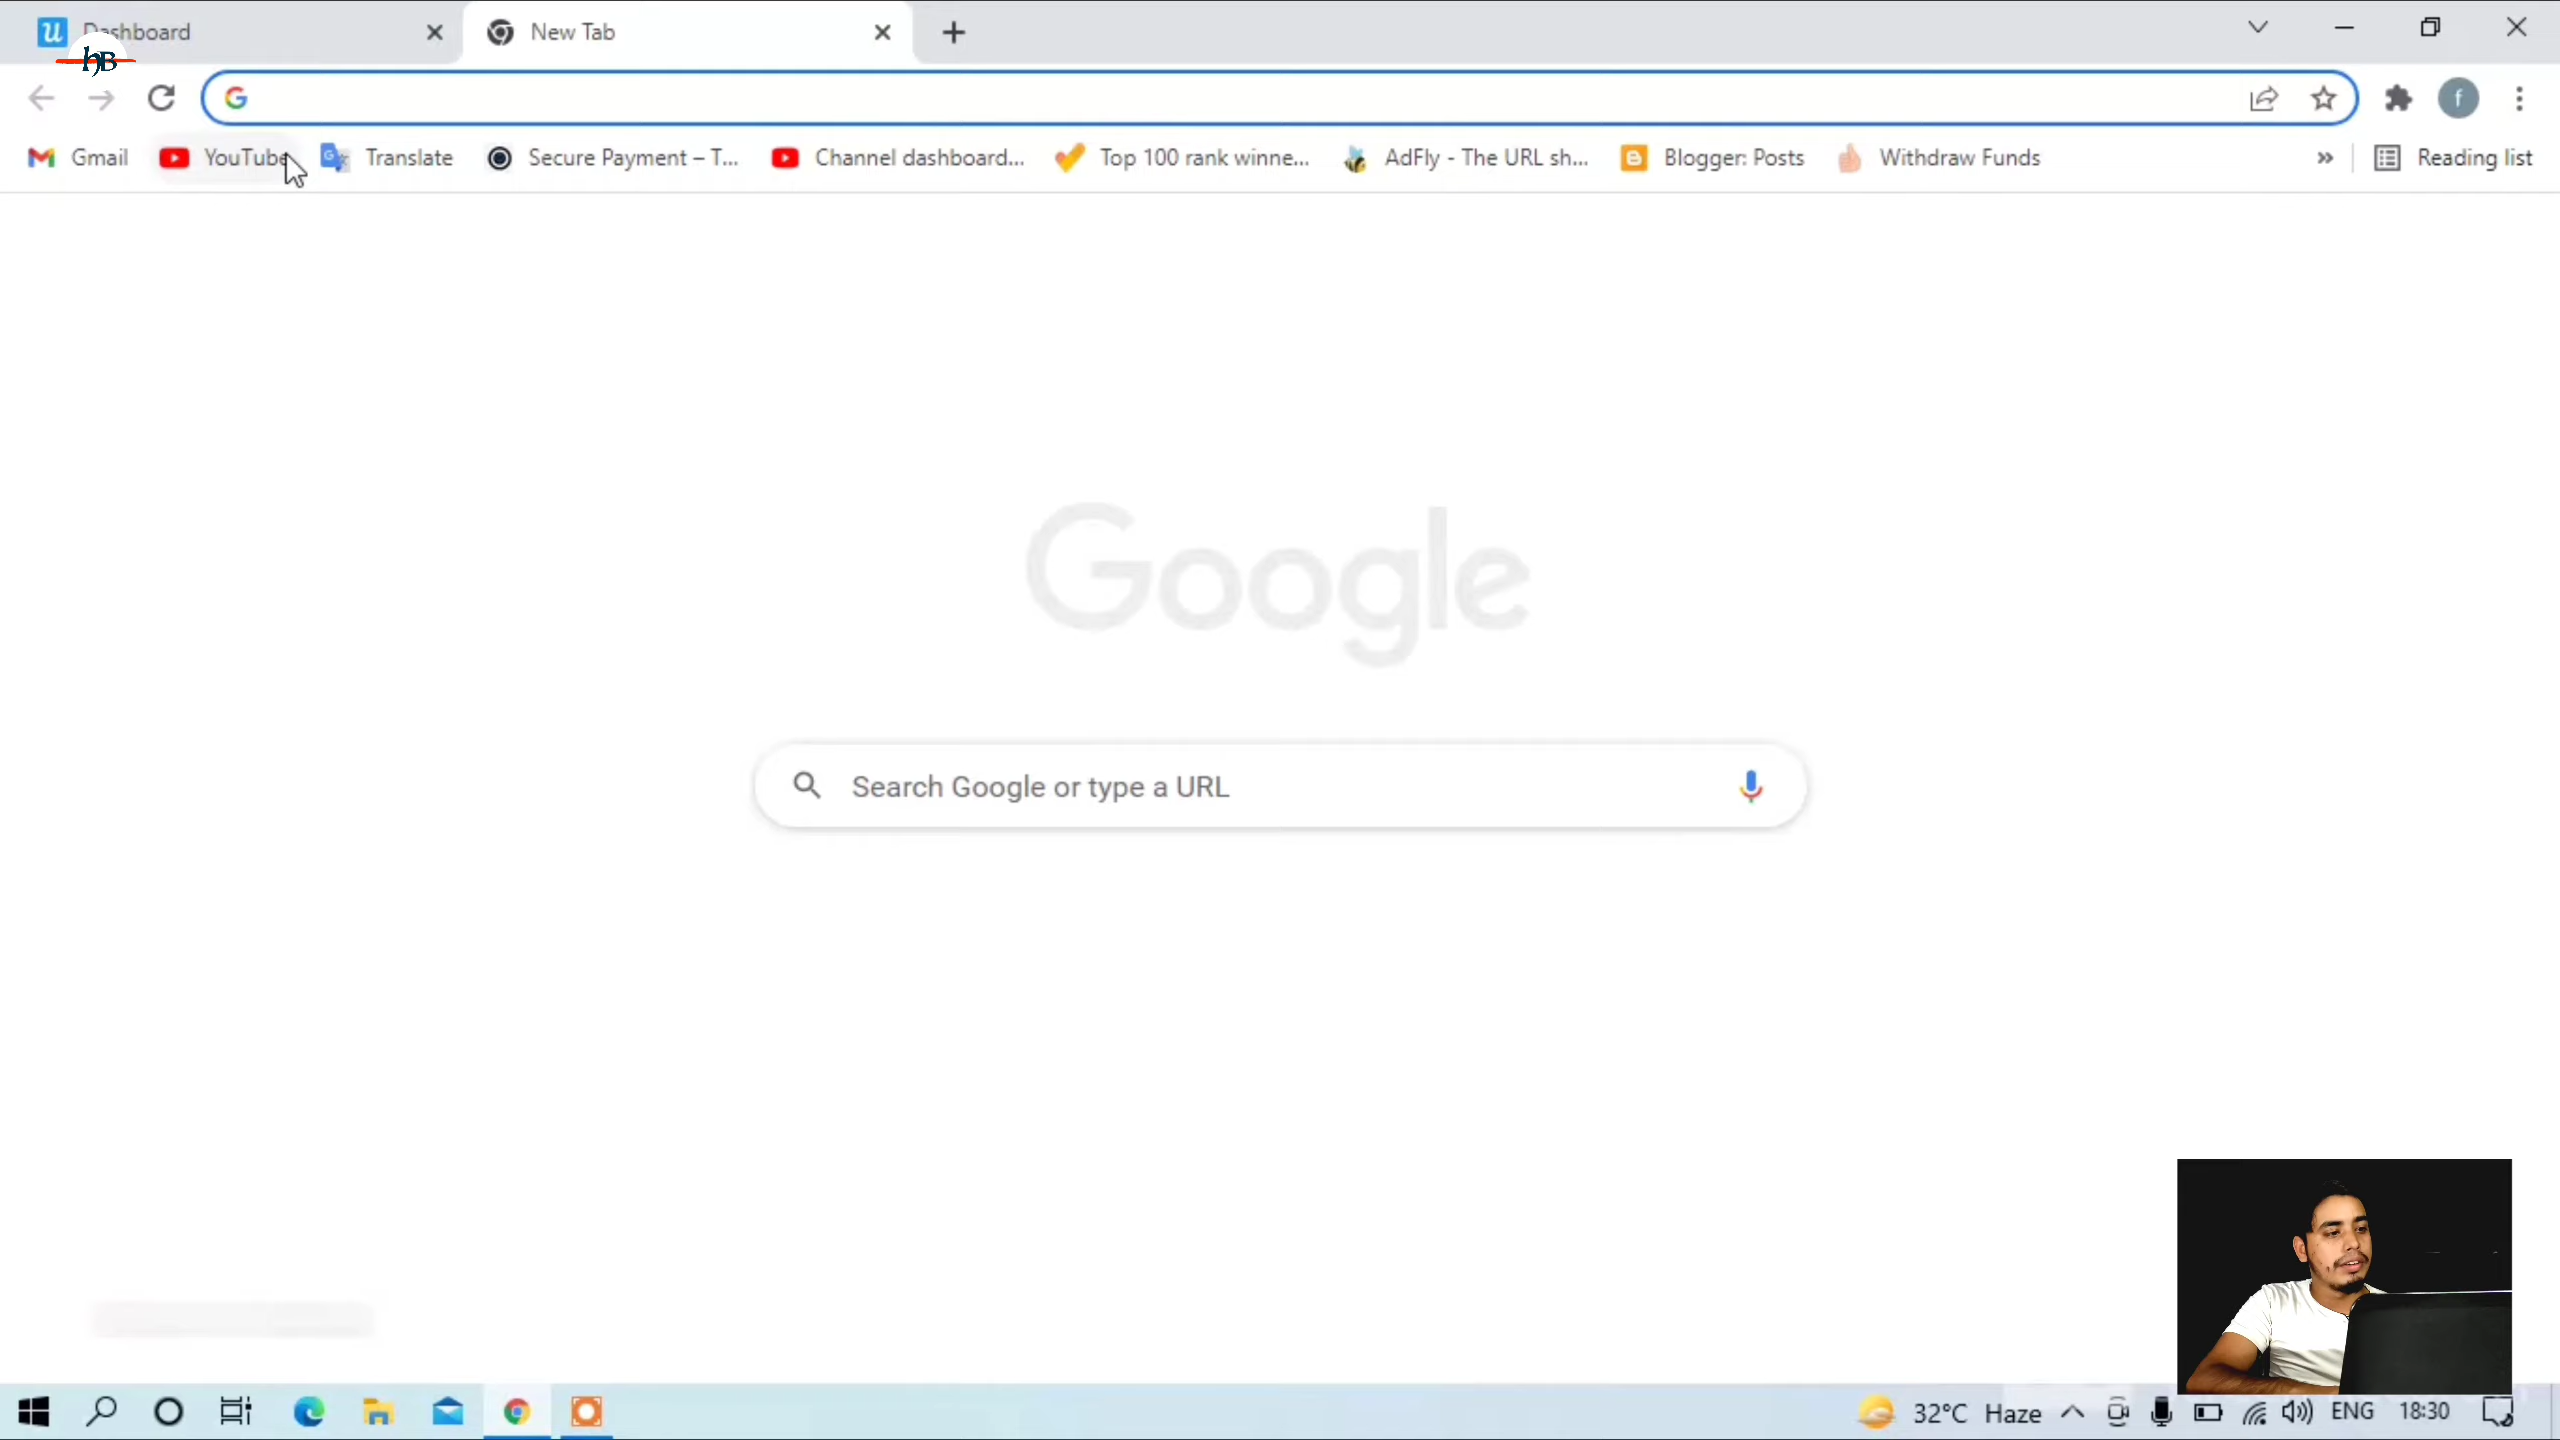 Dashboard
New Tab
hB
Gmail
YouTube
Translate
Secure Payment – T...
Channel dashboard...
Top 100 rank winne...
AdFly - The URL sh...
Blogger: Posts
Withdraw Funds
Reading list
Google
Search Google or type a URL
32°C Haze
ENG
18:30